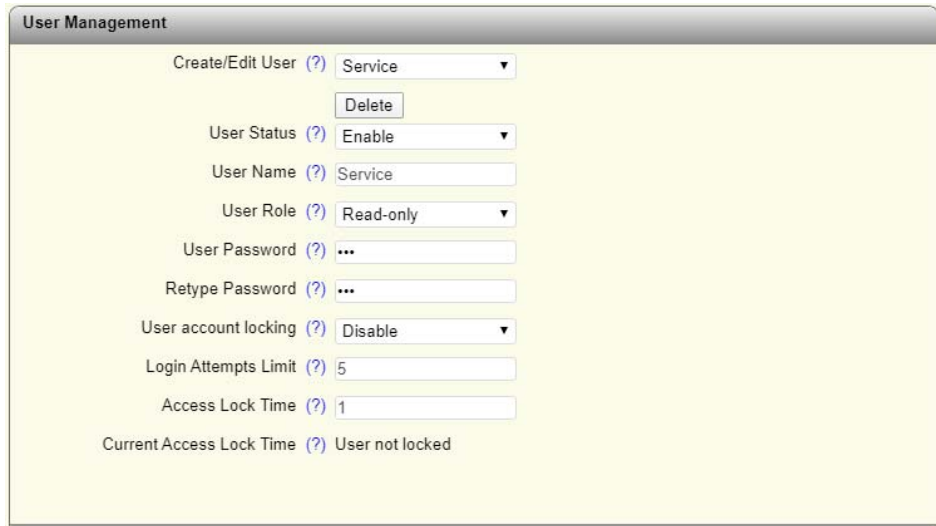 User Management
Create/Edit User (?) Service
Delete
User Status (?) Enable
User Name (?) Service
User Role (?) Read-only
User Password (?) •••
Retype Password (?) •••
User account locking (?) Disable
Login Attempts Limit (?) 5
Access Lock Time (?) 1
Current Access Lock Time (?) User not locked